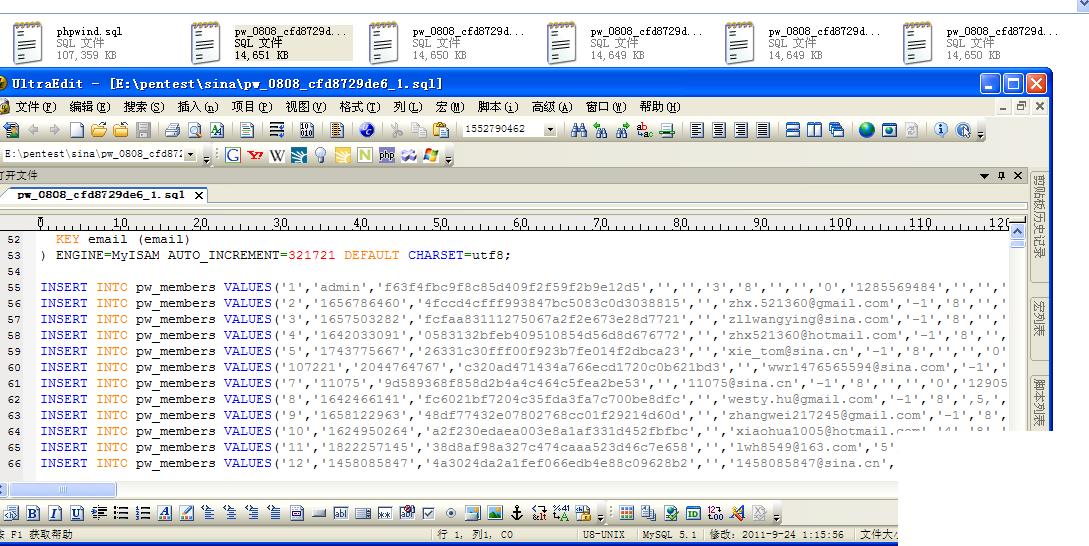 phpwind.sql
SQL 文件
107,359 KB
pw_0808_cfd8729d...
SQL 文件
14,651 KB
pw_0808_cfd8729d...
SQL 文件
14,650 KB
pw_0808_cfd8729d...
SQL 文件
14,649 KB
pw_0808_cfd8729d...
SQL 文件
14,649 KB
pw_0808_cfd8729d...
SQL 文件
14,650 KB
UltraEdit - [E:\pentest\sina\pw_0808_cfd8729de6_1.sql]
文件(F) 编辑(E) 搜索(S) 插入(n) 项目(P) 视图(V) 格式(T) 列(L) 宏(M) 脚本(i) 高级(A) 窗口(W) 帮助(H)
1552790462
E:\pentest\sina\pw_0808_cfd87
打开文件
pw_0808_cfd8729de6_1.sql
0 10 20 30 40 50 60 70 80 90 100 110 120
52 KEY email (email)
53 ) ENGINE=MyISAM AUTO_INCREMENT=321721 DEFAULT CHARSET=utf8;
54
55 INSERT INTO pw_members VALUES('1','admin','f63f4fbc9f8c85d409f2f59f2b9e12d5','','','3','8','','','0','1285569484','','',
56 INSERT INTO pw_members VALUES('2','1656786460','4fccd4cfff993847bc5083c0d3038815','','zhx.521360@gmail.com','-1','8','',
57 INSERT INTO pw_members VALUES('3','1657503282','fcfaa83111275067a2f2e673e28d7721','','zllwangying@sina.com','-1','8','',
58 INSERT INTO pw_members VALUES('4','1642033091','0583132bfeb409510854d56d8d676772','','zhx521360@hotmail.com','-1','8','',
59 INSERT INTO pw_members VALUES('5','1743775667','26331c30fff00f923b7fe014f2dbca23','','xie_tom@sina.cn','-1','8','','','0'
60 INSERT INTO pw_members VALUES('107221','2044764767','c320ad471434a766ecd1720c0b621bd3','','wwr1476565594@sina.com','-1',
61 INSERT INTO pw_members VALUES('7','11075','9d589368f858d2b4a4c464c5fea2be53','','11075@sina.cn','-1','8','','','0','12905
62 INSERT INTO pw_members VALUES('8','1642466141','fc6021bf7204c35fda3fa7c700be8dfc','','westy.hu@gmail.com','-1','8',',5,'
63 INSERT INTO pw_members VALUES('9','1658122963','48df77432e07802768cc01f29214d60d','','zhangwei217245@gmail.com','-1','8',
64 INSERT INTO pw_members VALUES('10','1624950264','a2f230edaea003e8a1af331d452fbfbc','','xiaohua1005@hotmail.com'
65 INSERT INTO pw_members VALUES('11','1822257145','38d8af98a327c474caaa523d46c7e658','','lwh8549@163.com','5'
66 INSERT INTO pw_members VALUES('12','1458085847','4a3024da2a1fef066edb4e88c09628b2','','1458085847@sina.cn',
剪贴板历史记录
宏列表
脚本列表
按 F1 获取帮助
行 1, 列1, C0
U8-UNIX
MySQL 5.1
修改: 2011-9-24 1:15:56
文件大小